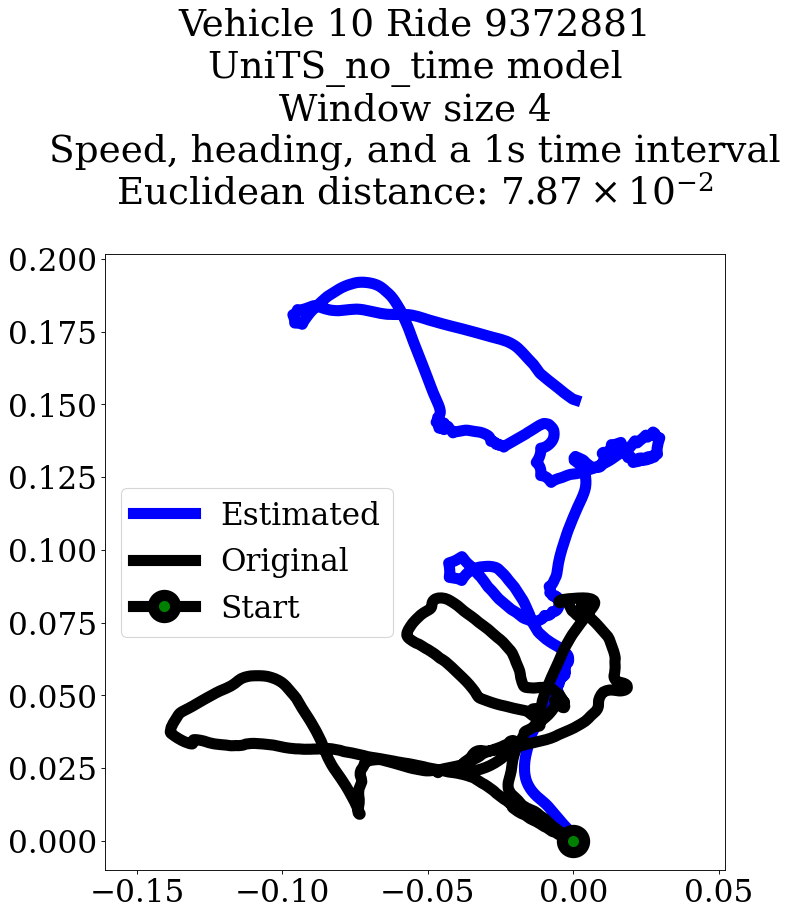 Vehicle 10 Ride 9372881
UniTS_no_time model
Window size 4
Speed, heading, and a 1s time interval
Euclidean distance: 7.87 × 10⁻²
0.200
0.175
0.150
0.125
0.100
0.075
0.050
0.025
0.000
Estimated
Original
Start
−0.15 −0.10 −0.05 0.00 0.05